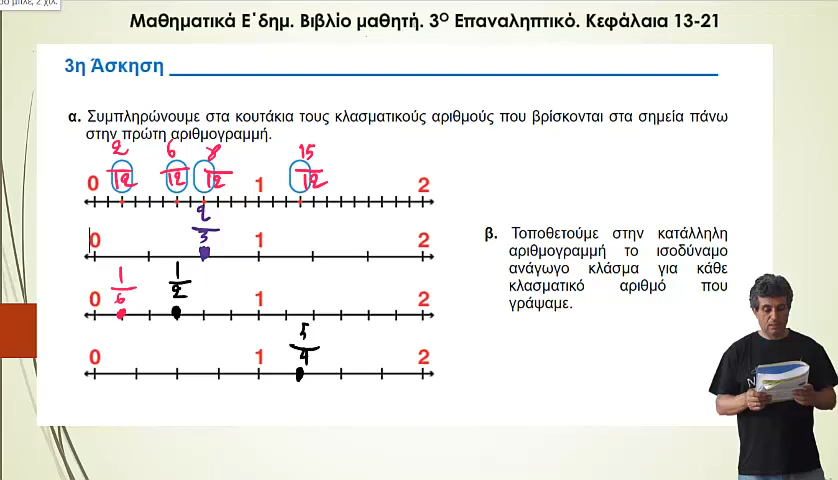 Μαθηματικά Ε΄δημ. Βιβλίο μαθητή. 3ο Επαναληπτικό. Κεφάλαια 13-21
3η Άσκηση
α. Συμπληρώνουμε στα κουτάκια τους κλασματικούς αριθμούς που βρίσκονται στα σημεία πάνω
στην πρώτη αριθμογραμμή.
0 2/12 6/12 8/12 1 15/12 2
0 2/3 1 2
0 1/6 1/2 1 2
0 1 5/4 2
β. Τοποθετούμε στην κατάλληλη
αριθμογραμμή το ισοδύναμο
ανάγωγο κλάσμα για κάθε
κλασματικό αριθμό που
γράψαμε.